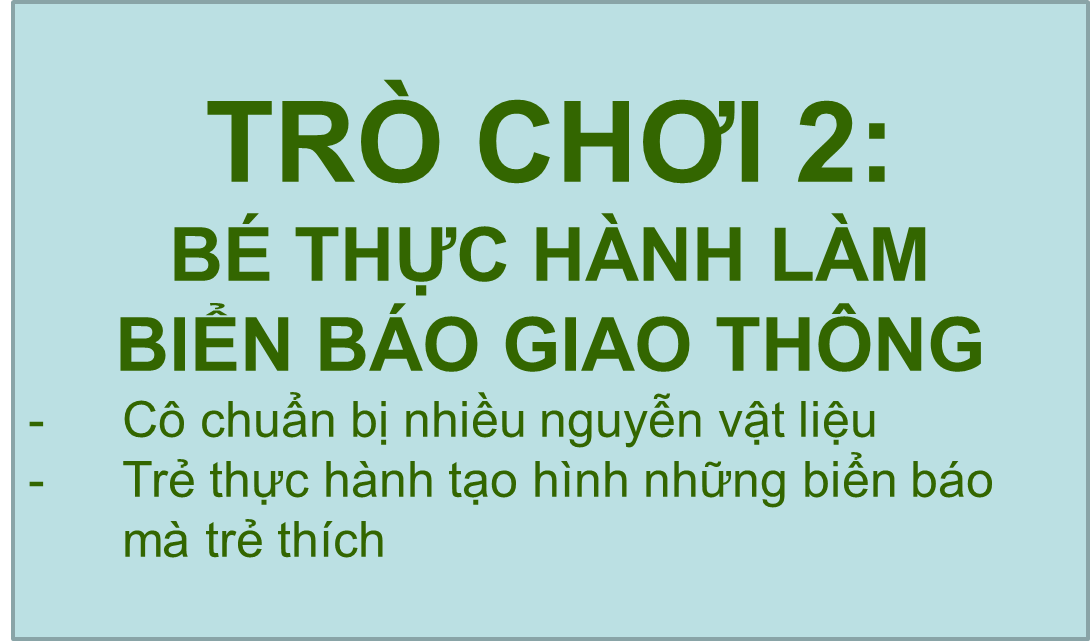 TRÒ CHƠI 2:
BÉ THỰC HÀNH LÀM
BIỂN BÁO GIAO THÔNG
- Cô chuẩn bị nhiều nguyễn vật liệu
- Trẻ thực hành tạo hình những biển báo
mà trẻ thích